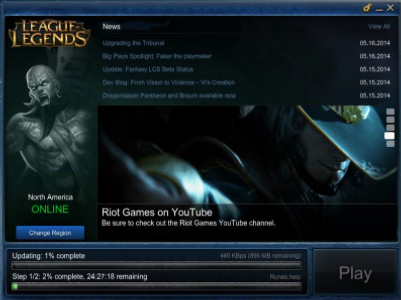 LEAGUE OF
LEGENDS
News
View All
Upgrading the Tribunal 05.16.2014
Big Plays Spotlight: Faker the playmaker 05.16.2014
Update: Fantasy LCS Beta Status 05.15.2014
Dev Blog: From Vision to Violence – Vi's Creation 05.15.2014
Dragonslayer Pantheon and Braum available now 05.15.2014
North America
ONLINE
Change Region
Riot Games on YouTube
Be sure to check out the Riot Games YouTube channel.
Updating: 1% complete 445 KBps (896 MB remaining)
Step 1/2: 2% complete, 24:27:18 remaining Runes.help
Play